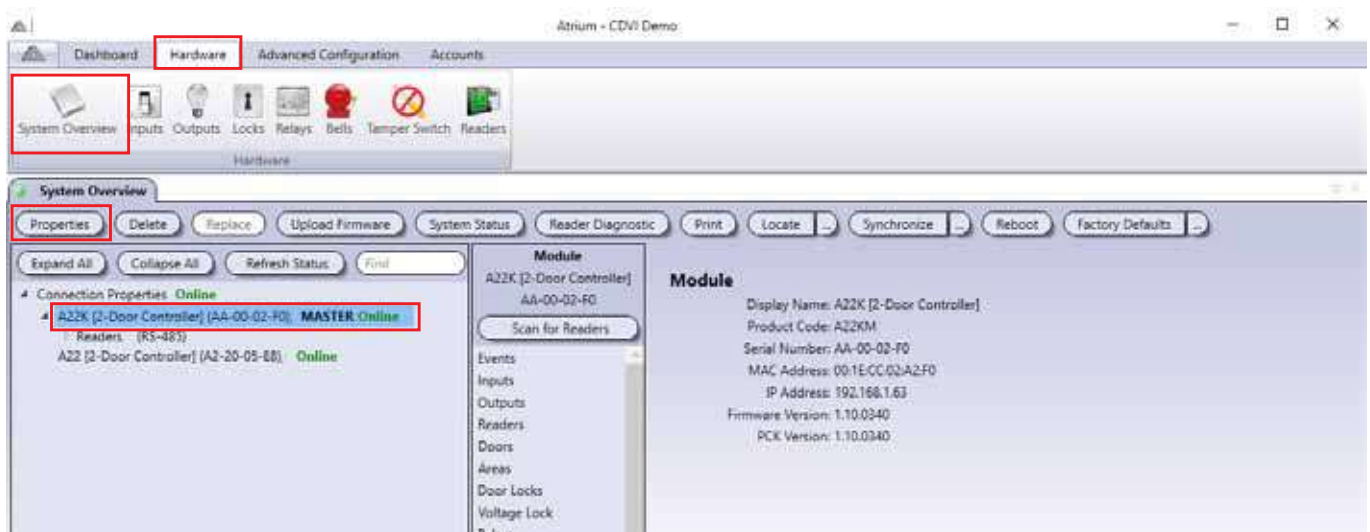 Atrium - CDVI Demo
Dashboard Hardware Advanced Configuration Accounts
System Overview Inputs Outputs Locks Relays Bells Tamper Switch Readers
Hardware
System Overview
Properties Delete Replace Upload Firmware System Status Reader Diagnostic Print Locate ... Synchronize ... Reboot Factory Defaults ...
Expand All Collapse All Refresh Status Find
Connection Properties Online
A22K [2-Door Controller] (AA-00-02-F0), MASTER Online
Readers (RS-485)
A22 [2-Door Controller] (A2-20-05-E8), Online
Module
A22K [2-Door Controller]
AA-00-02-F0
Scan for Readers
Events
Inputs
Outputs
Readers
Doors
Areas
Door Locks
Voltage Lock
Module
Display Name: A22K [2-Door Controller]
Product Code: A22KM
Serial Number: AA-00-02-F0
MAC Address: 00:1E:CC:02:A2:F0
IP Address: 192.168.1.63
Firmware Version: 1.10.0340
PCK Version: 1.10.0340